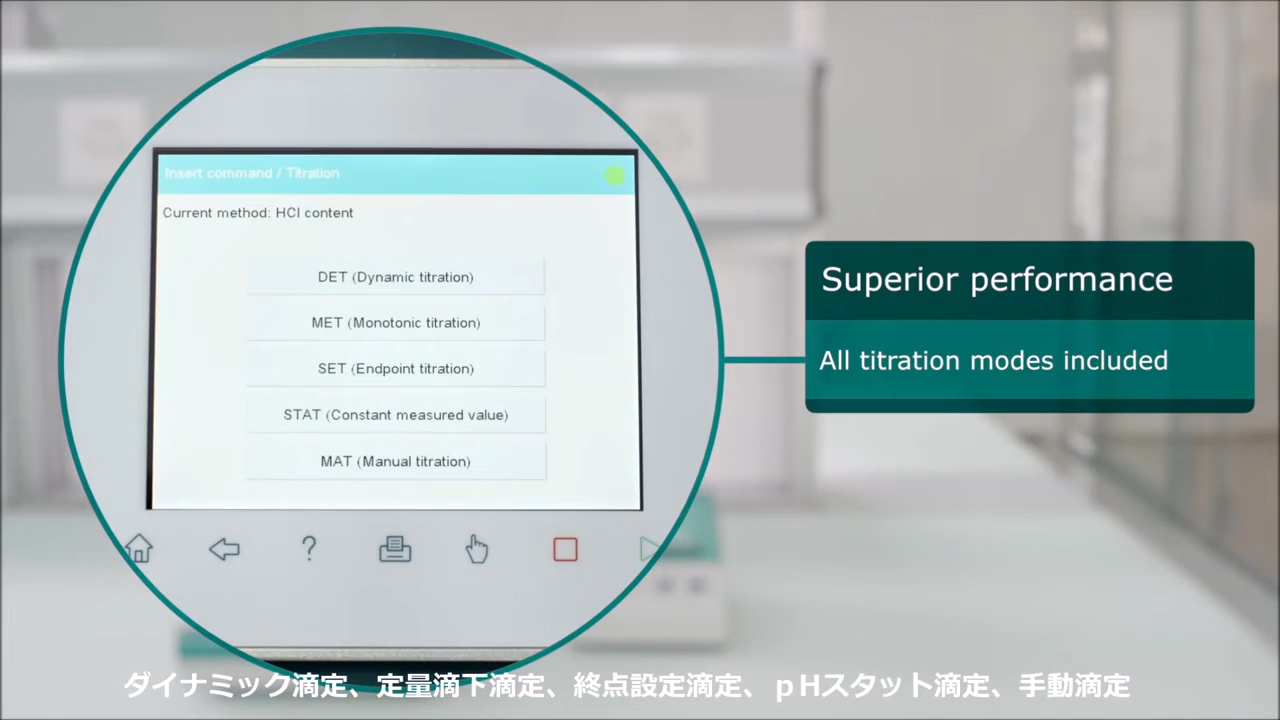 Insert command / Titration
Current method: HCl content
DET (Dynamic titration)
MET (Monotonic titration)
SET (Endpoint titration)
STAT (Constant measured value)
MAT (Manual titration)
?
Superior performance
All titration modes included
ダイナミック滴定、定量滴下滴定、終点設定滴定、ｐHスタット滴定、手動滴定